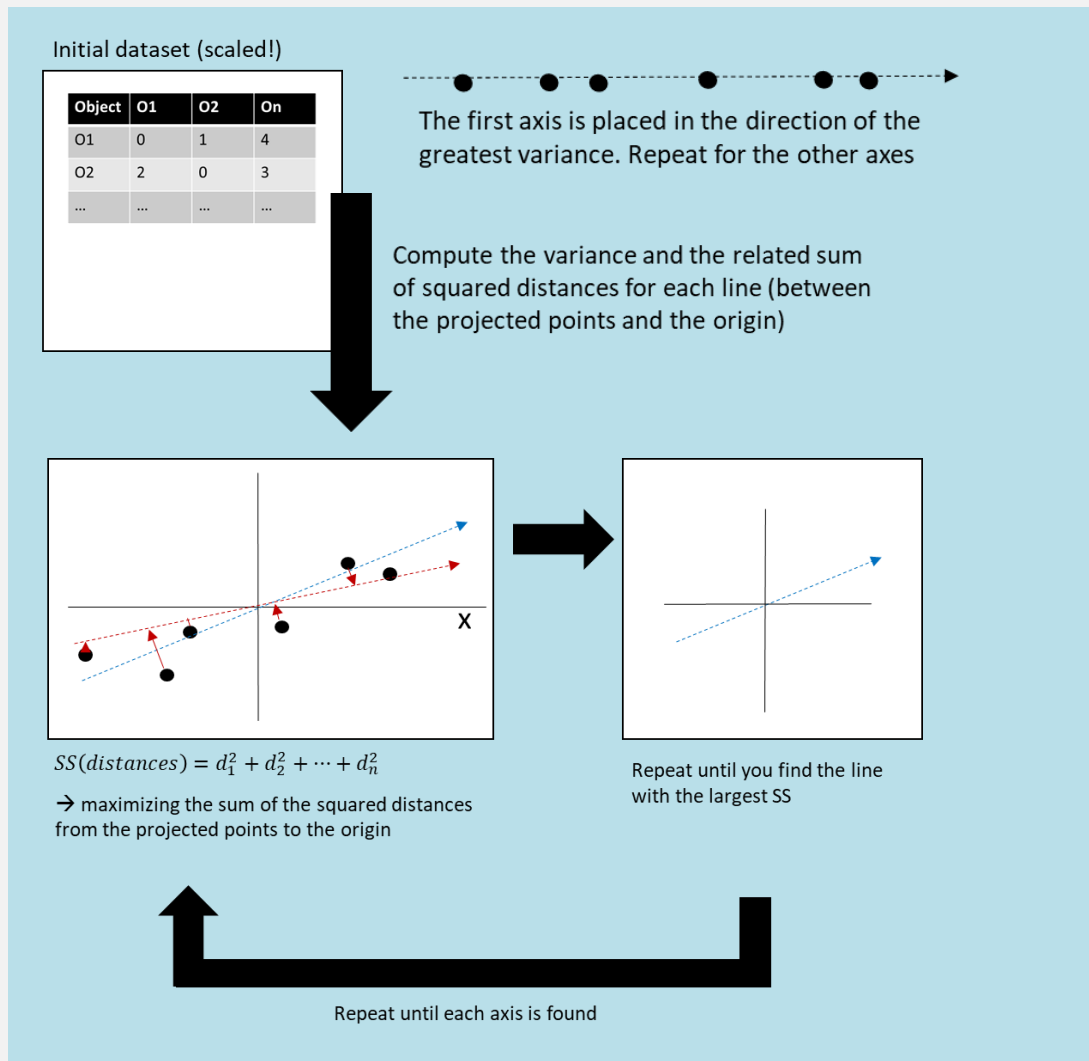 Initial dataset (scaled!)
Object O1 O2 On
O1 0 1 4
O2 2 0 3
... ... ... ...
The first axis is placed in the direction of the
greatest variance. Repeat for the other axes
Compute the variance and the related sum
of squared distances for each line (between
the projected points and the origin)
X
SS(distances) = d₁² + d₂² + ⋯ + dₙ²
→ maximizing the sum of the squared distances
from the projected points to the origin
Repeat until you find the line
with the largest SS
Repeat until each axis is found